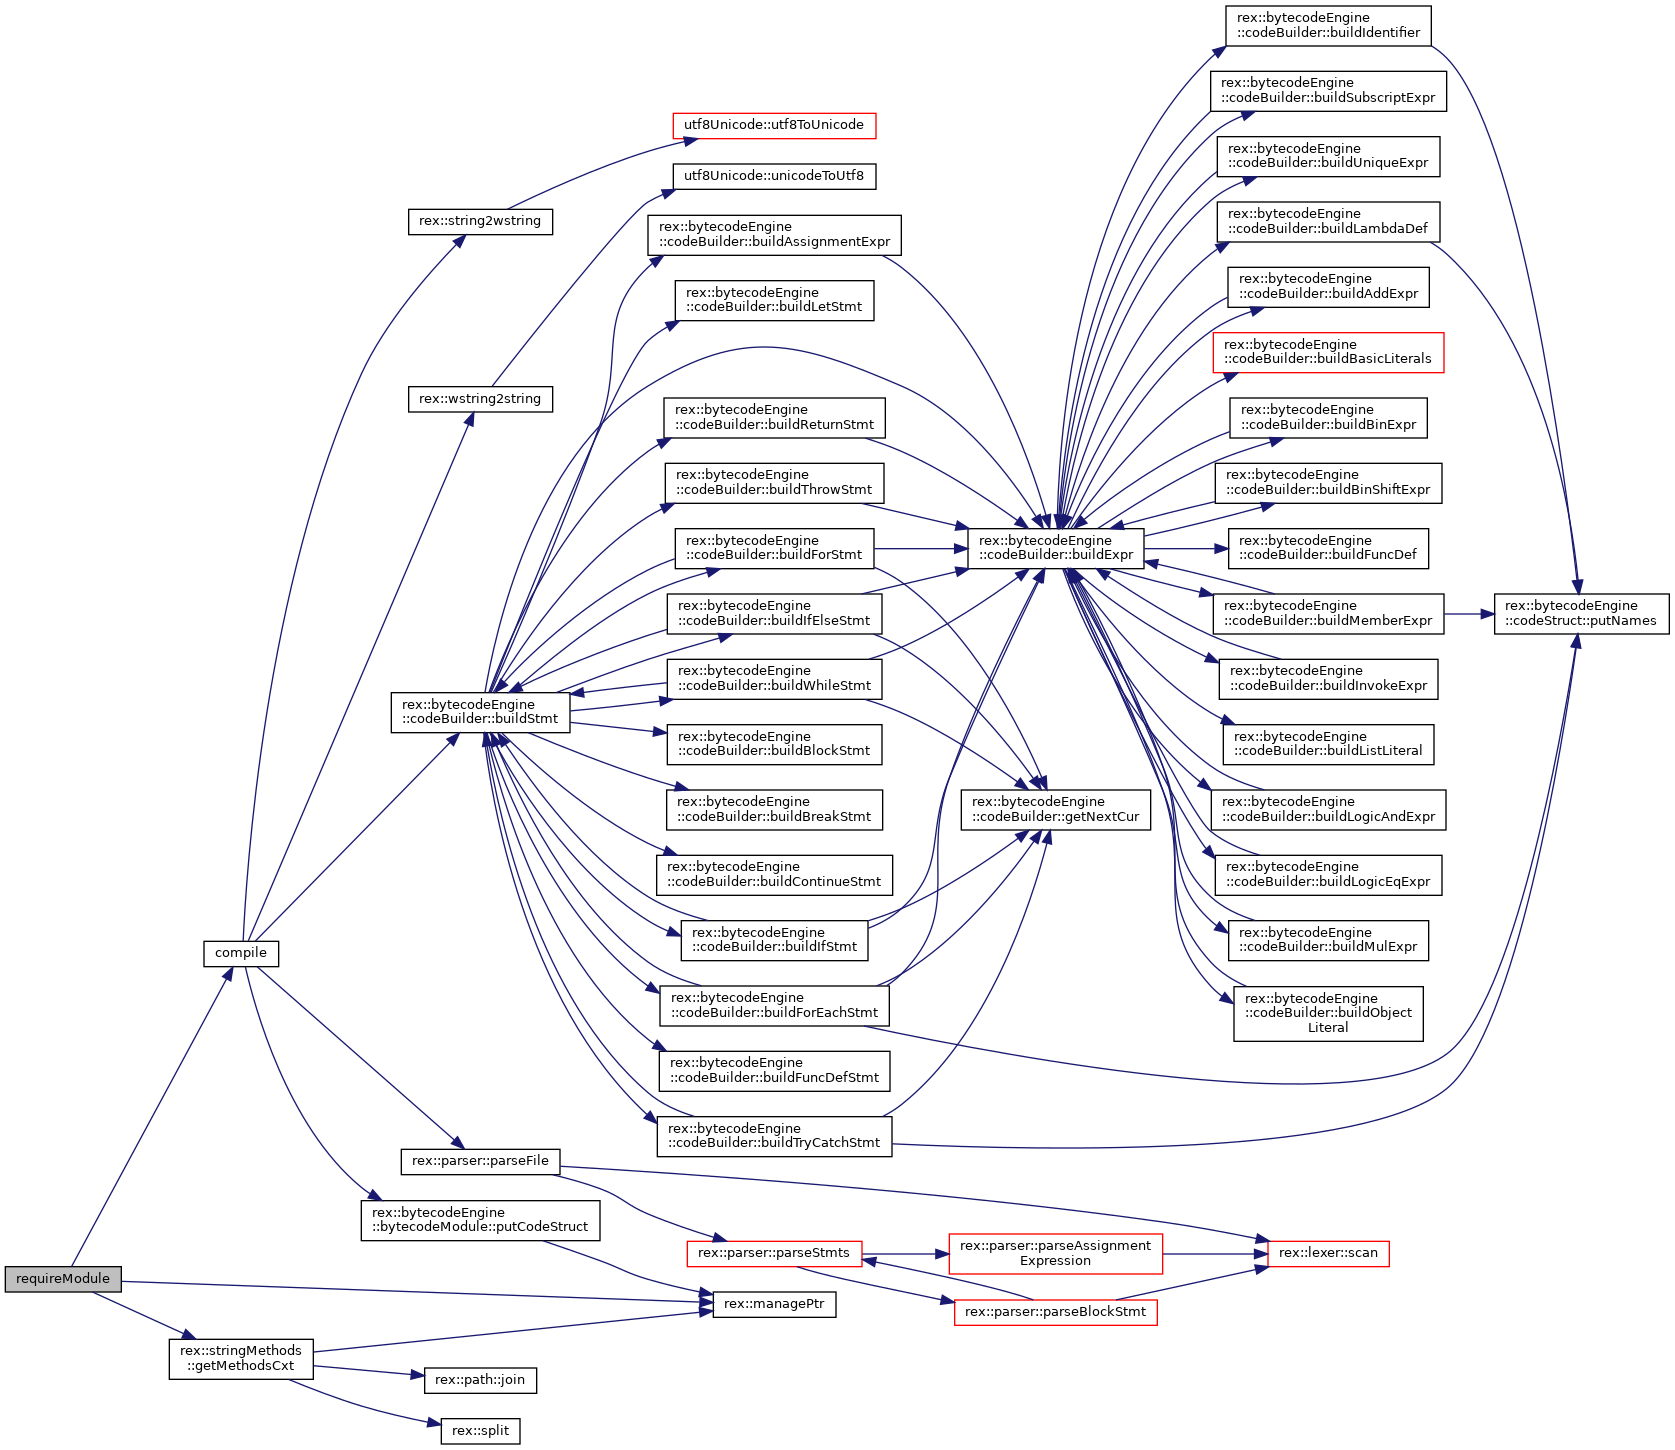 requireModule
compile
rex::stringMethods
::getMethodsCxt
rex::string2wstring
rex::wstring2string
rex::bytecodeEngine
::codeBuilder::buildStmt
rex::parser::parseFile
rex::bytecodeEngine
::bytecodeModule::putCodeStruct
rex::path::join
rex::split
utf8Unicode::utf8ToUnicode
utf8Unicode::unicodeToUtf8
rex::bytecodeEngine
::codeBuilder::buildAssignmentExpr
rex::bytecodeEngine
::codeBuilder::buildLetStmt
rex::bytecodeEngine
::codeBuilder::buildReturnStmt
rex::bytecodeEngine
::codeBuilder::buildThrowStmt
rex::bytecodeEngine
::codeBuilder::buildForStmt
rex::bytecodeEngine
::codeBuilder::buildIfElseStmt
rex::bytecodeEngine
::codeBuilder::buildWhileStmt
rex::bytecodeEngine
::codeBuilder::buildBlockStmt
rex::bytecodeEngine
::codeBuilder::buildBreakStmt
rex::bytecodeEngine
::codeBuilder::buildContinueStmt
rex::bytecodeEngine
::codeBuilder::buildIfStmt
rex::bytecodeEngine
::codeBuilder::buildForEachStmt
rex::bytecodeEngine
::codeBuilder::buildFuncDefStmt
rex::bytecodeEngine
::codeBuilder::buildTryCatchStmt
rex::parser::parseStmts
rex::managePtr
rex::bytecodeEngine
::codeBuilder::buildExpr
rex::bytecodeEngine
::codeBuilder::getNextCur
rex::parser::parseAssignment
Expression
rex::parser::parseBlockStmt
rex::bytecodeEngine
::codeBuilder::buildIdentifier
rex::bytecodeEngine
::codeBuilder::buildSubscriptExpr
rex::bytecodeEngine
::codeBuilder::buildUniqueExpr
rex::bytecodeEngine
::codeBuilder::buildLambdaDef
rex::bytecodeEngine
::codeBuilder::buildAddExpr
rex::bytecodeEngine
::codeBuilder::buildBasicLiterals
rex::bytecodeEngine
::codeBuilder::buildBinExpr
rex::bytecodeEngine
::codeBuilder::buildBinShiftExpr
rex::bytecodeEngine
::codeBuilder::buildFuncDef
rex::bytecodeEngine
::codeBuilder::buildMemberExpr
rex::bytecodeEngine
::codeBuilder::buildInvokeExpr
rex::bytecodeEngine
::codeBuilder::buildListLiteral
rex::bytecodeEngine
::codeBuilder::buildLogicAndExpr
rex::bytecodeEngine
::codeBuilder::buildLogicEqExpr
rex::bytecodeEngine
::codeBuilder::buildMulExpr
rex::bytecodeEngine
::codeBuilder::buildObject
Literal
rex::lexer::scan
rex::bytecodeEngine
::codeStruct::putNames